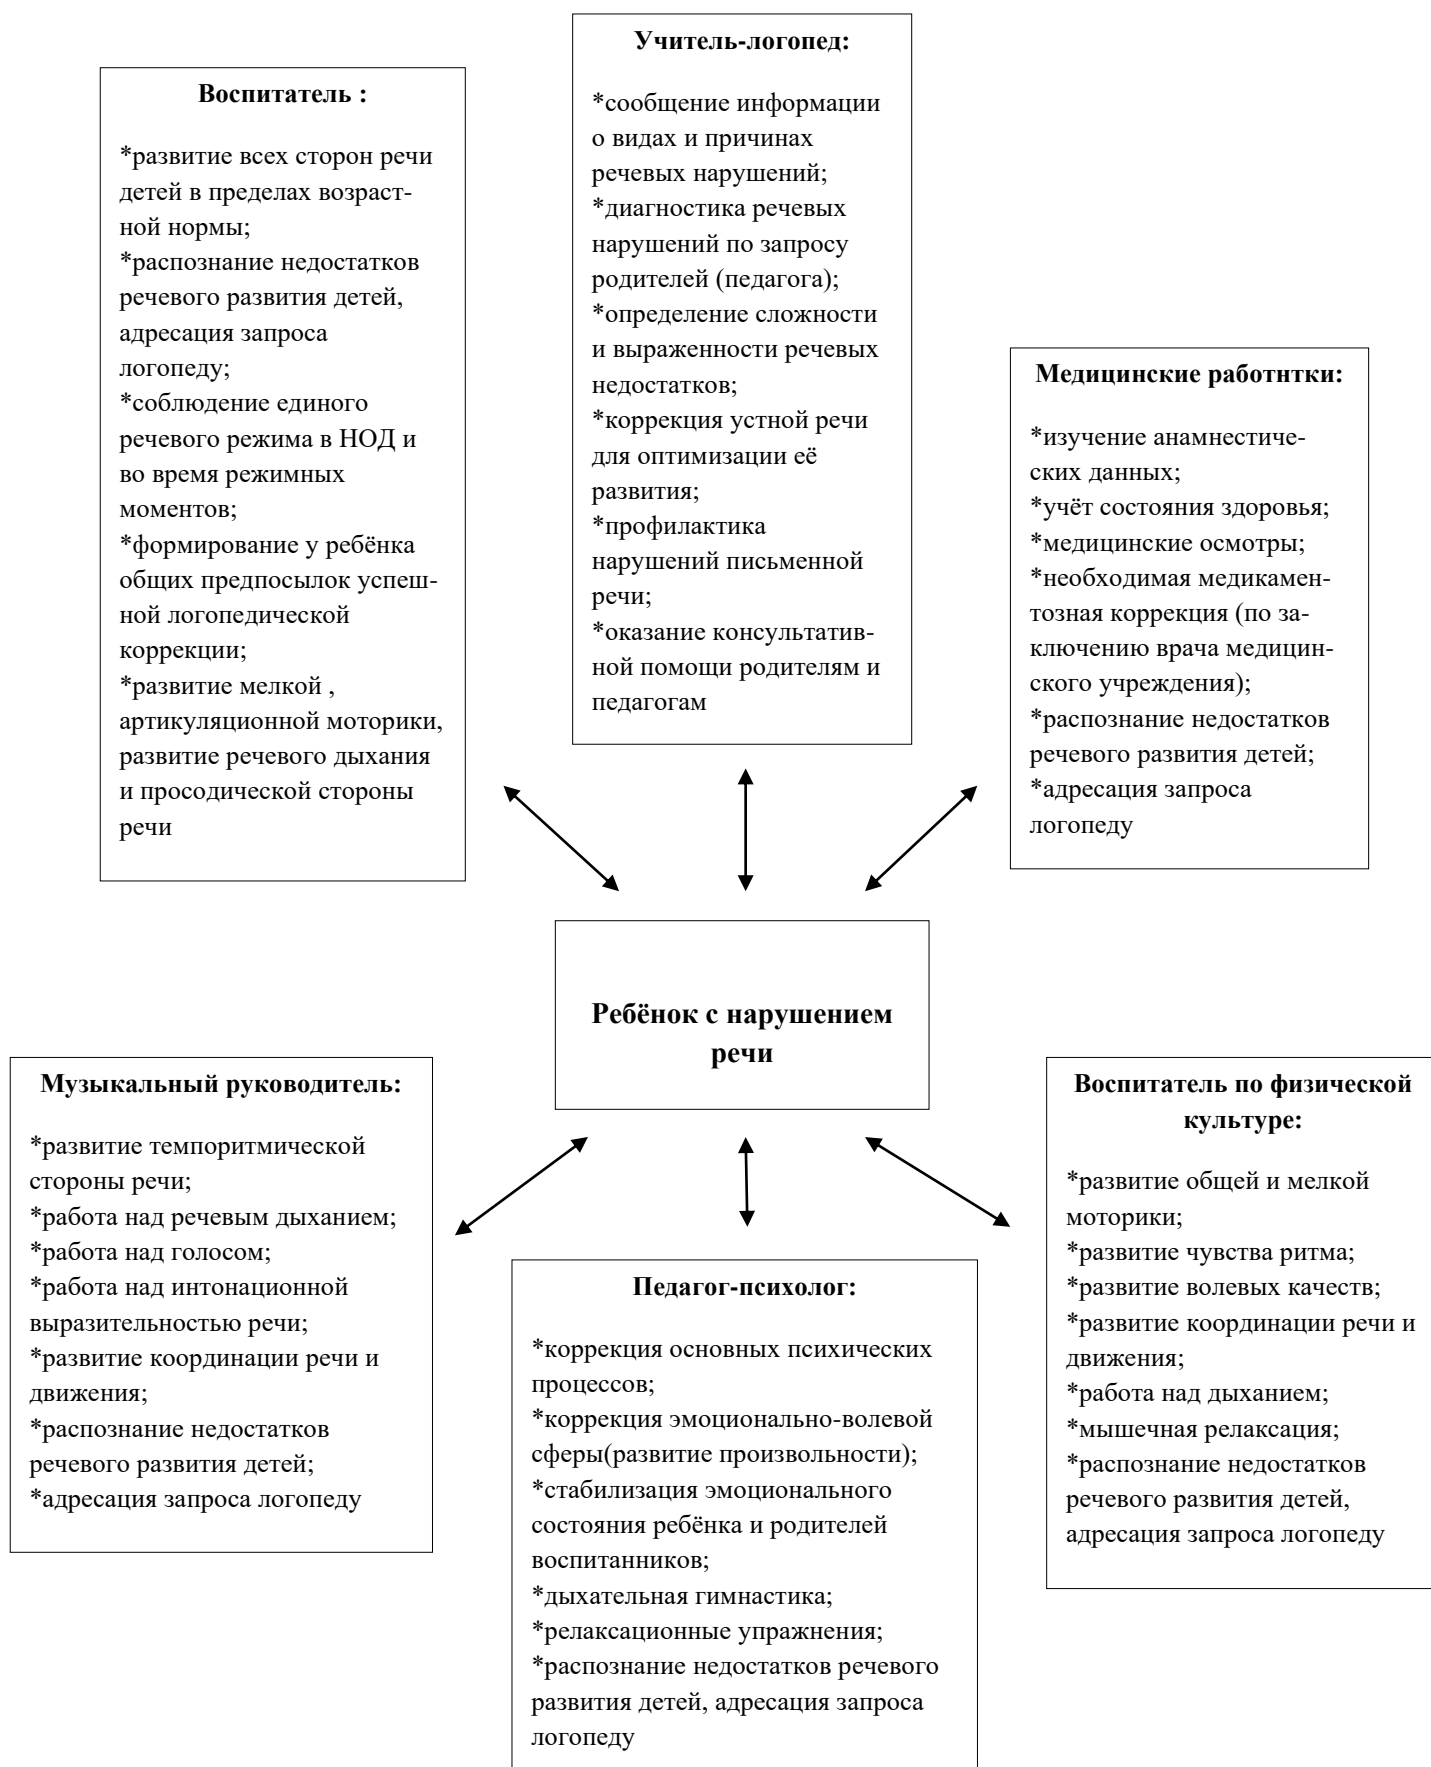 Учитель-логопед:
*сообщение информации
о видах и причинах
речевых нарушений;
*диагностика речевых
нарушений по запросу
родителей (педагога);
*определение сложности
и выраженности речевых
недостатков;
*коррекция устной речи
для оптимизации её
развития;
*профилактика
нарушений письменной
речи;
*оказание консультатив-
ной помощи родителям и
педагогам
Воспитатель :
*развитие всех сторон речи
детей в пределах возраст-
ной нормы;
*распознание недостатков
речевого развития детей,
адресация запроса
логопеду;
*соблюдение единого
речевого режима в НОД и
во время режимных
моментов;
*формирование у ребёнка
общих предпосылок успеш-
ной логопедической
коррекции;
*развитие мелкой ,
артикуляционной моторики,
развитие речевого дыхания
и просодической стороны
речи
Медицинские работнтки:
*изучение анамнестиче-
ских данных;
*учёт состояния здоровья;
*медицинские осмотры;
*необходимая медикамен-
тозная коррекция (по за-
ключению врача медицин-
ского учреждения);
*распознание недостатков
речевого развития детей;
*адресация запроса
логопеду
Ребёнок с нарушением
речи
Музыкальный руководитель:
*развитие темпоритмической
стороны речи;
*работа над речевым дыханием;
*работа над голосом;
*работа над интонационной
выразительностью речи;
*развитие координации речи и
движения;
*распознание недостатков
речевого развития детей;
*адресация запроса логопеду
Воспитатель по физической
культуре:
*развитие общей и мелкой
моторики;
*развитие чувства ритма;
*развитие волевых качеств;
*развитие координации речи и
движения;
*работа над дыханием;
*мышечная релаксация;
*распознание недостатков
речевого развития детей,
адресация запроса логопеду
Педагог-психолог:
*коррекция основных психических
процессов;
*коррекция эмоционально-волевой
сферы(развитие произвольности);
*стабилизация эмоционального
состояния ребёнка и родителей
воспитанников;
*дыхательная гимнастика;
*релаксационные упражнения;
*распознание недостатков речевого
развития детей, адресация запроса
логопеду